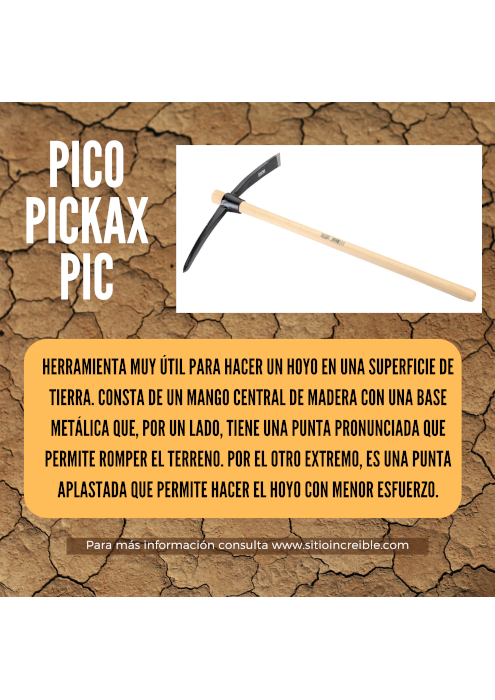 PICO
PICKAX
PIC
HERRAMIENTA MUY ÚTIL PARA HACER UN HOYO EN UNA SUPERFICIE DE
TIERRA. CONSTA DE UN MANGO CENTRAL DE MADERA CON UNA BASE
METÁLICA QUE, POR UN LADO, TIENE UNA PUNTA PRONUNCIADA QUE
PERMITE ROMPER EL TERRENO. POR EL OTRO EXTREMO, ES UNA PUNTA
APLASTADA QUE PERMITE HACER EL HOYO CON MENOR ESFUERZO.
Para más información consulta www.sitioincreible.com